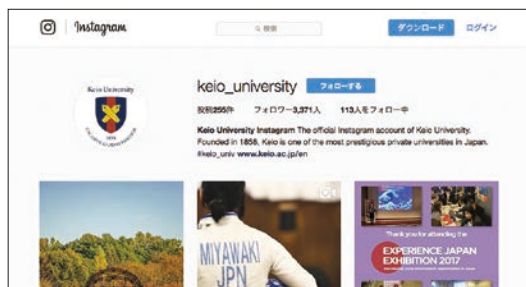 Instagram
検索
ダウンロード
ログイン
Keio University
1858
keio_university
フォローする
投稿255件 フォロワー3,371人 113人をフォロー中
Keio University Instagram The official Instagram account of Keio University.
Founded in 1858, Keio is one of the most prestigious private universities in Japan.
#keio_univ www.keio.ac.jp/en
MIYAWAKI
JPN
Thank you for attending the
EXPERIENCE JAPAN
EXHIBITION 2017